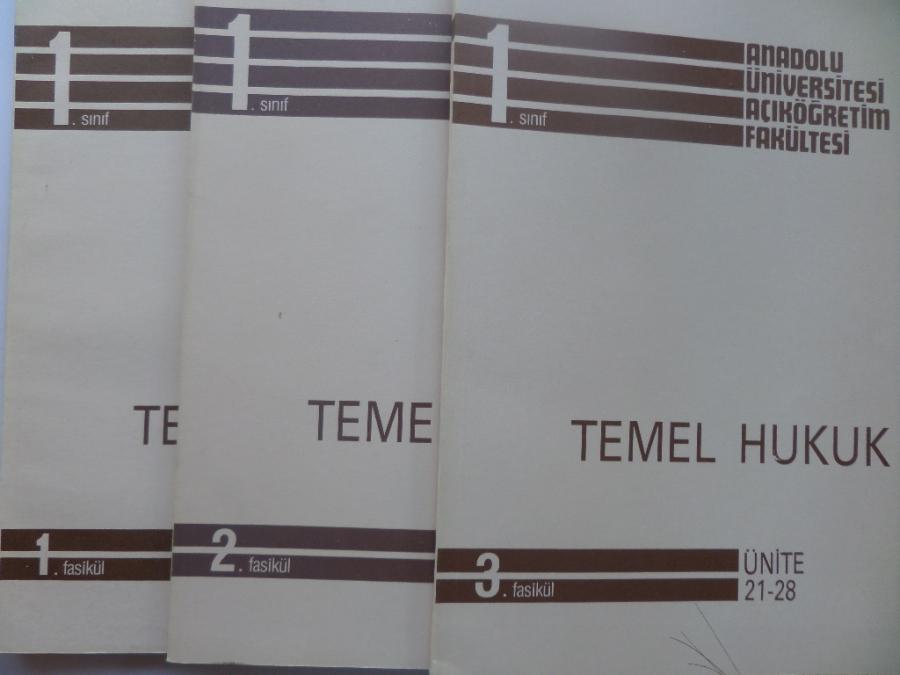 1. sınıf
TE
1. fasikül
1. sınıf
TEME
2. fasikül
1. sınıf
ANADOLU
ÜNİVERSİTESİ
AÇIKÖĞRETİM
FAKÜLTESİ
TEMEL HUKUK
3. fasikül
ÜNİTE
21-28